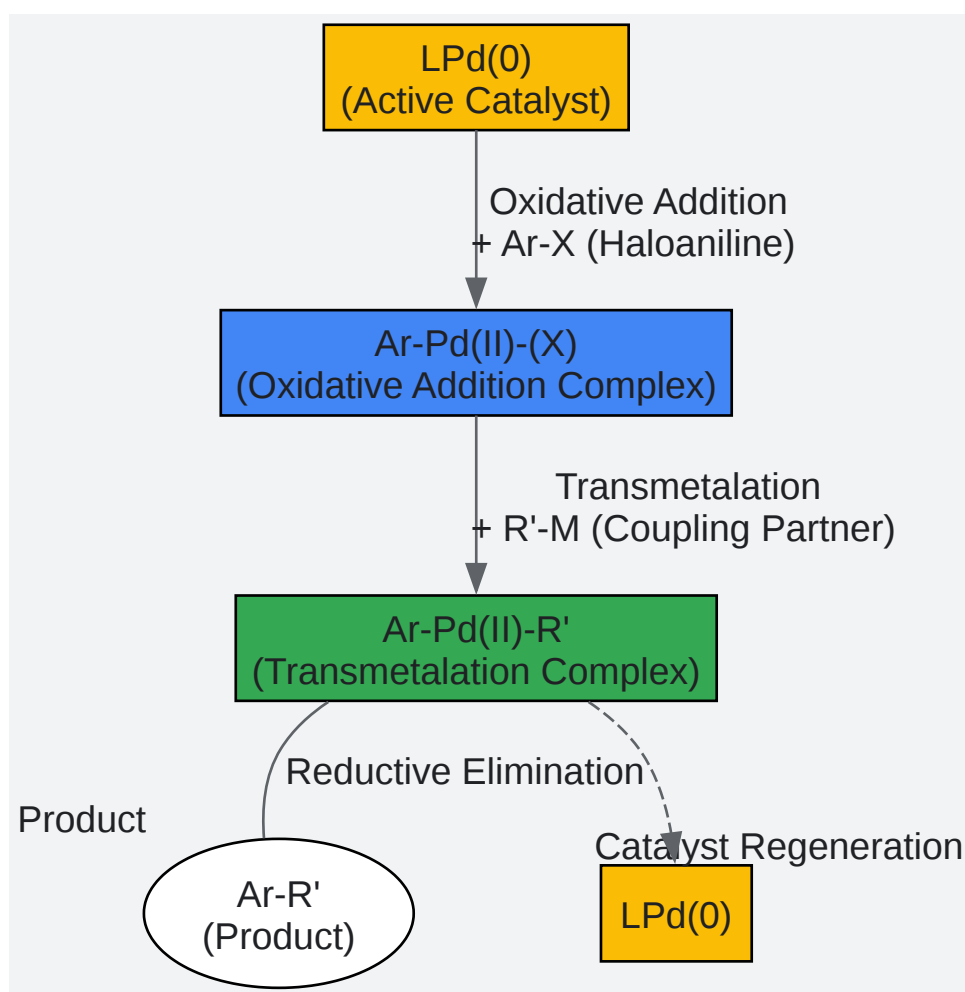 LPd(0)
(Active Catalyst)
Oxidative Addition
+ Ar-X (Haloaniline)
Ar-Pd(II)-(X)
(Oxidative Addition Complex)
Transmetalation
+ R'-M (Coupling Partner)
Ar-Pd(II)-R'
(Transmetalation Complex)
Reductive Elimination
Product
Catalyst Regeneration
Ar-R'
(Product)
LPd(0)